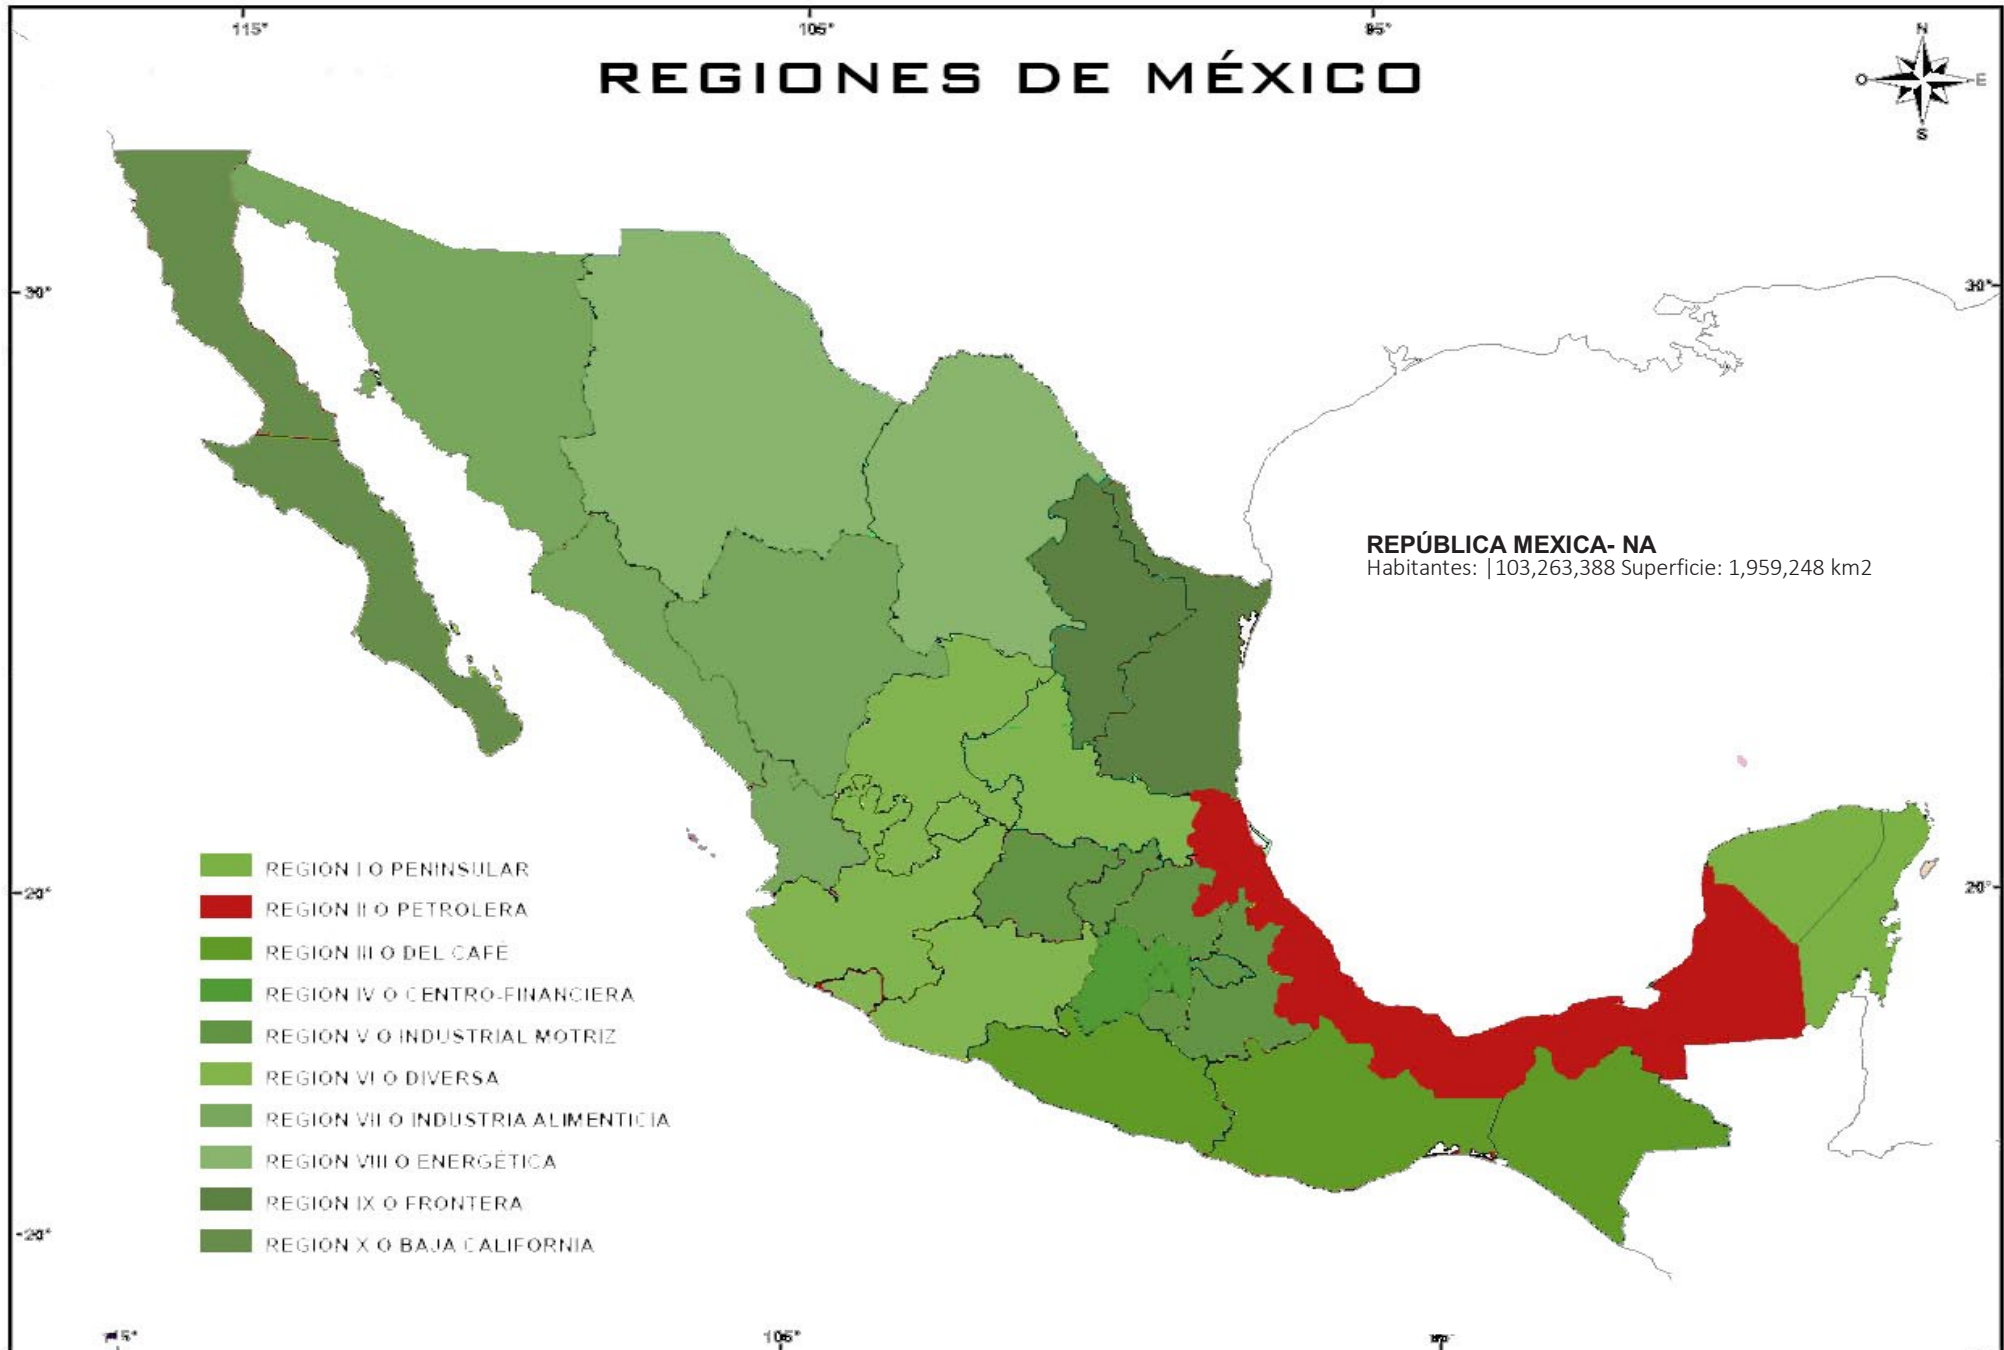 115° 105° 95°
REGIONES DE MÉXICO
N
O E
S
30° 30°
REPÚBLICA MEXICA- NA
Habitantes: |103,263,388 Superficie: 1,959,248 km2
REGION I O PENINSULAR
REGION II O PETROLERA
20° 20°
REGION III O DEL CAFÉ
REGION IV O CENTRO-FINANCIERA
REGION V O INDUSTRIAL MOTRIZ
REGION VI O DIVERSA
REGION VII O INDUSTRIA ALIMENTICIA
REGION VIII O ENERGÉTICA
REGION IX O FRONTERA
20°
REGION X O BAJA CALIFORNIA
105°